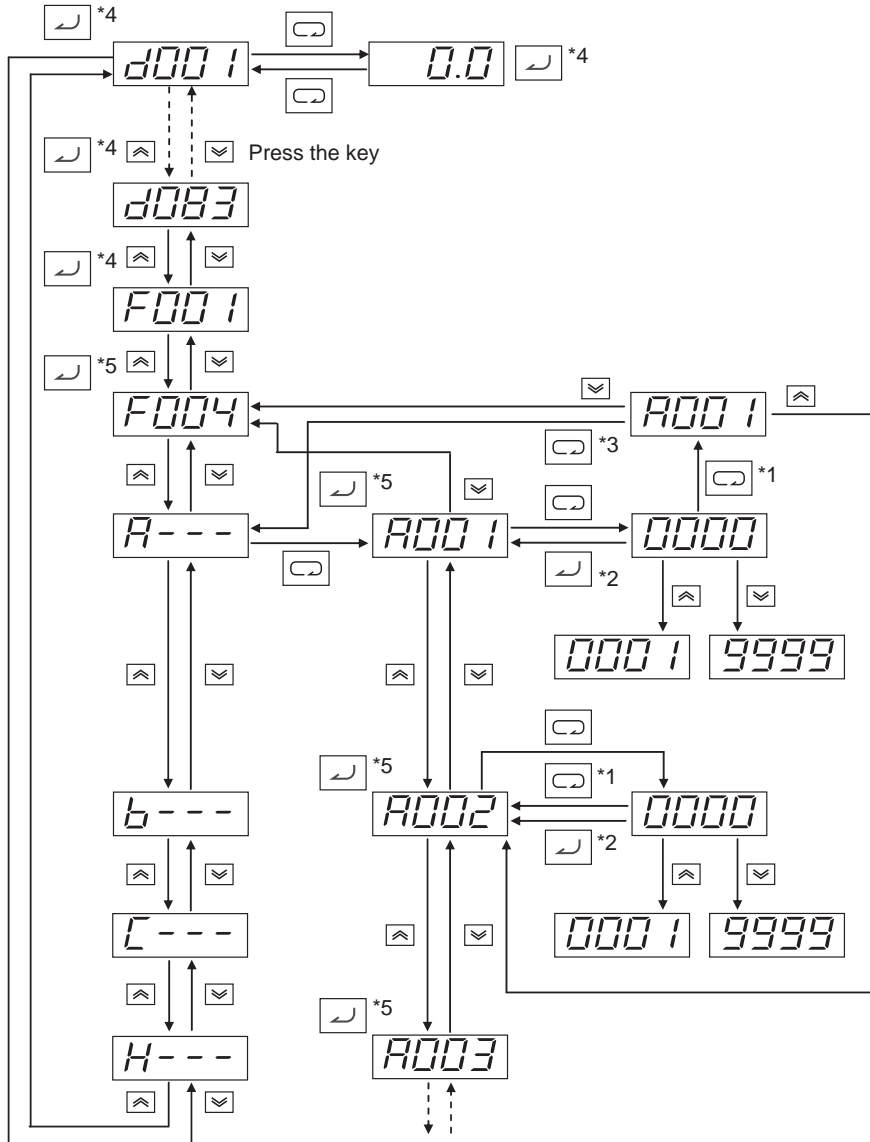 *4
d001
0.0
*4
*4
Press the key
d083
*4
F001
*5
F004
A001
*3
*1
*5
A---
A001
0000
*2
0001
9999
*5
*1
b---
A002
0000
*2
C---
0001
9999
*5
H---
A003